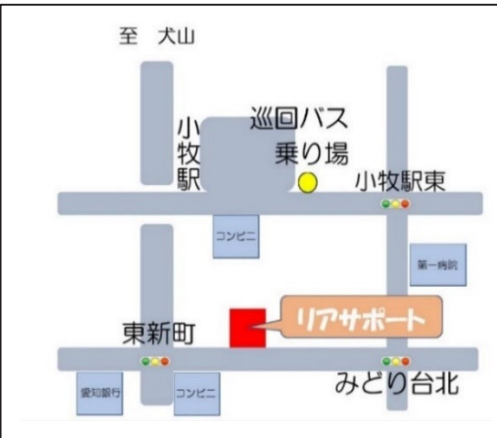 至　犬山
小牧駅
巡回バス
乗り場
小牧駅東
コンビニ
第一病院
リアサポート
東新町
みどり台北
愛知銀行
コンビニ